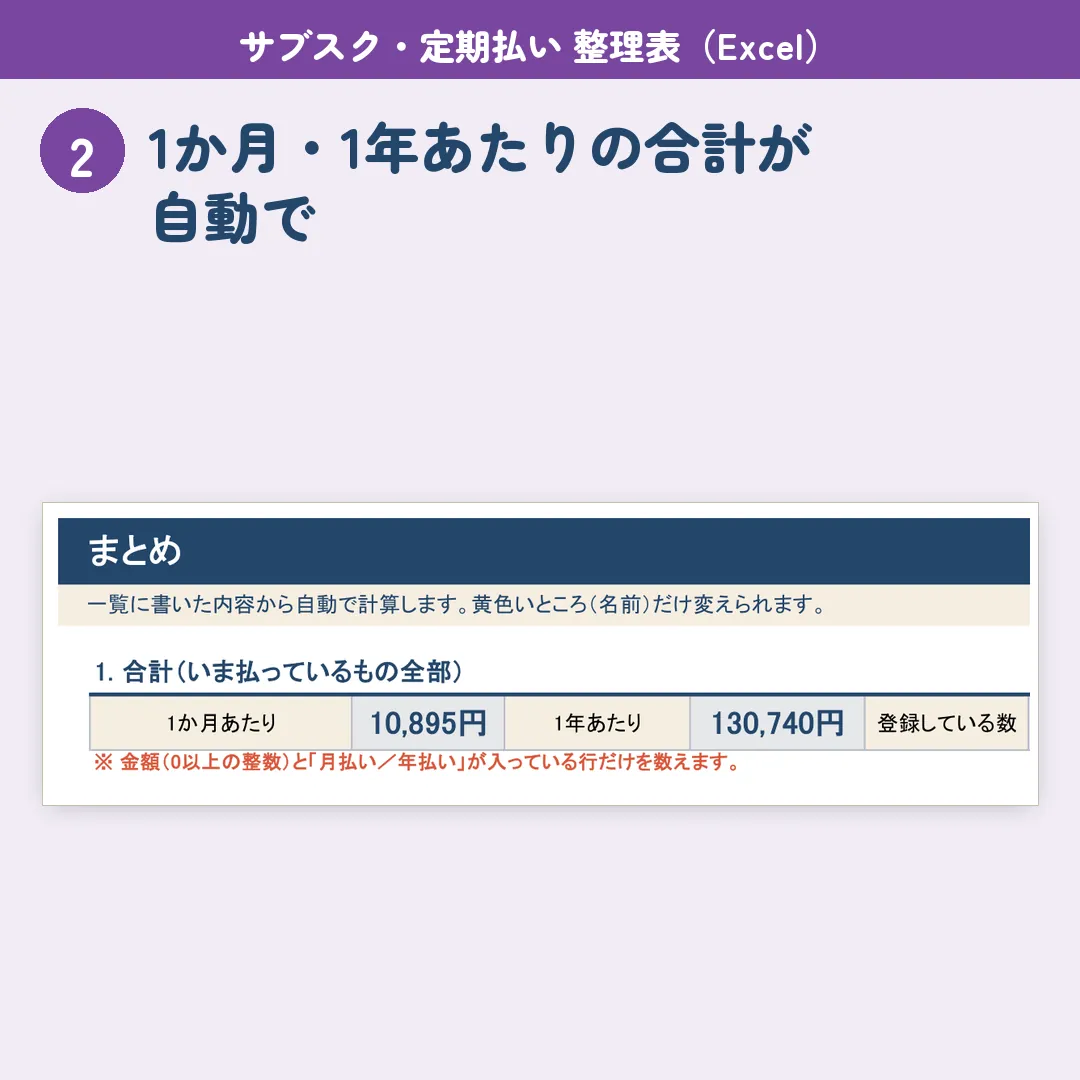 サブスク・定期払い 整理表（Excel）
2
1か月・1年あたりの合計が
自動で
まとめ
一覧に書いた内容から自動で計算します。黄色いところ（名前）だけ変えられます。
1. 合計（いま払っているもの全部）
1か月あたり 10,895円 1年あたり 130,740円 登録している数
※ 金額（0以上の整数）と「月払い／年払い」が入っている行だけを数えます。